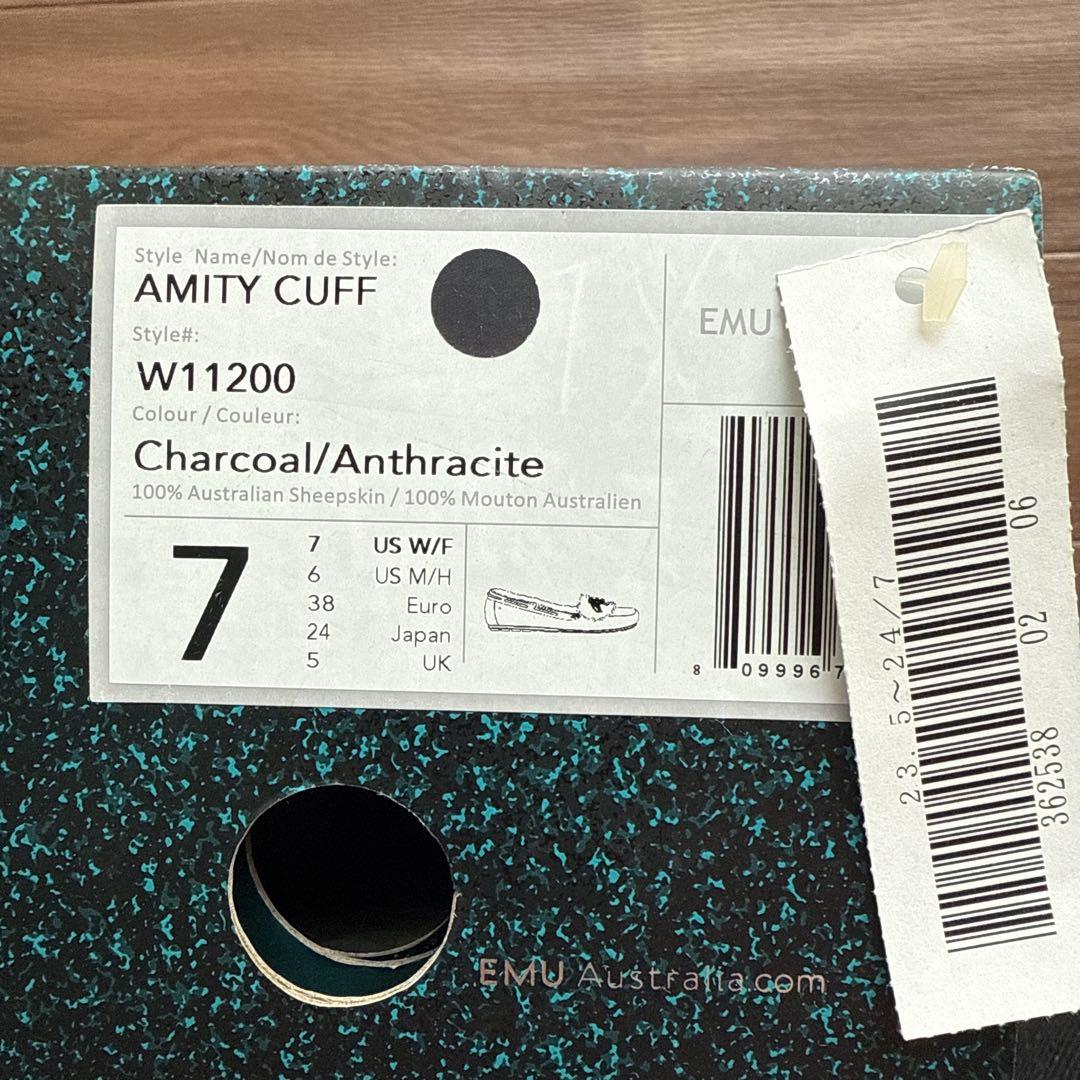 Style Name/Nom de Style:
AMITY CUFF
Style#:
W11200
Colour / Couleur:
Charcoal/Anthracite
100% Australian Sheepskin / 100% Mouton Australien
7
7 US W/F
6 US M/H
38 Euro
24 Japan
5 UK
EMU
8 09996 7
23.5~24/7
362538 02 06
EMU Australia.com